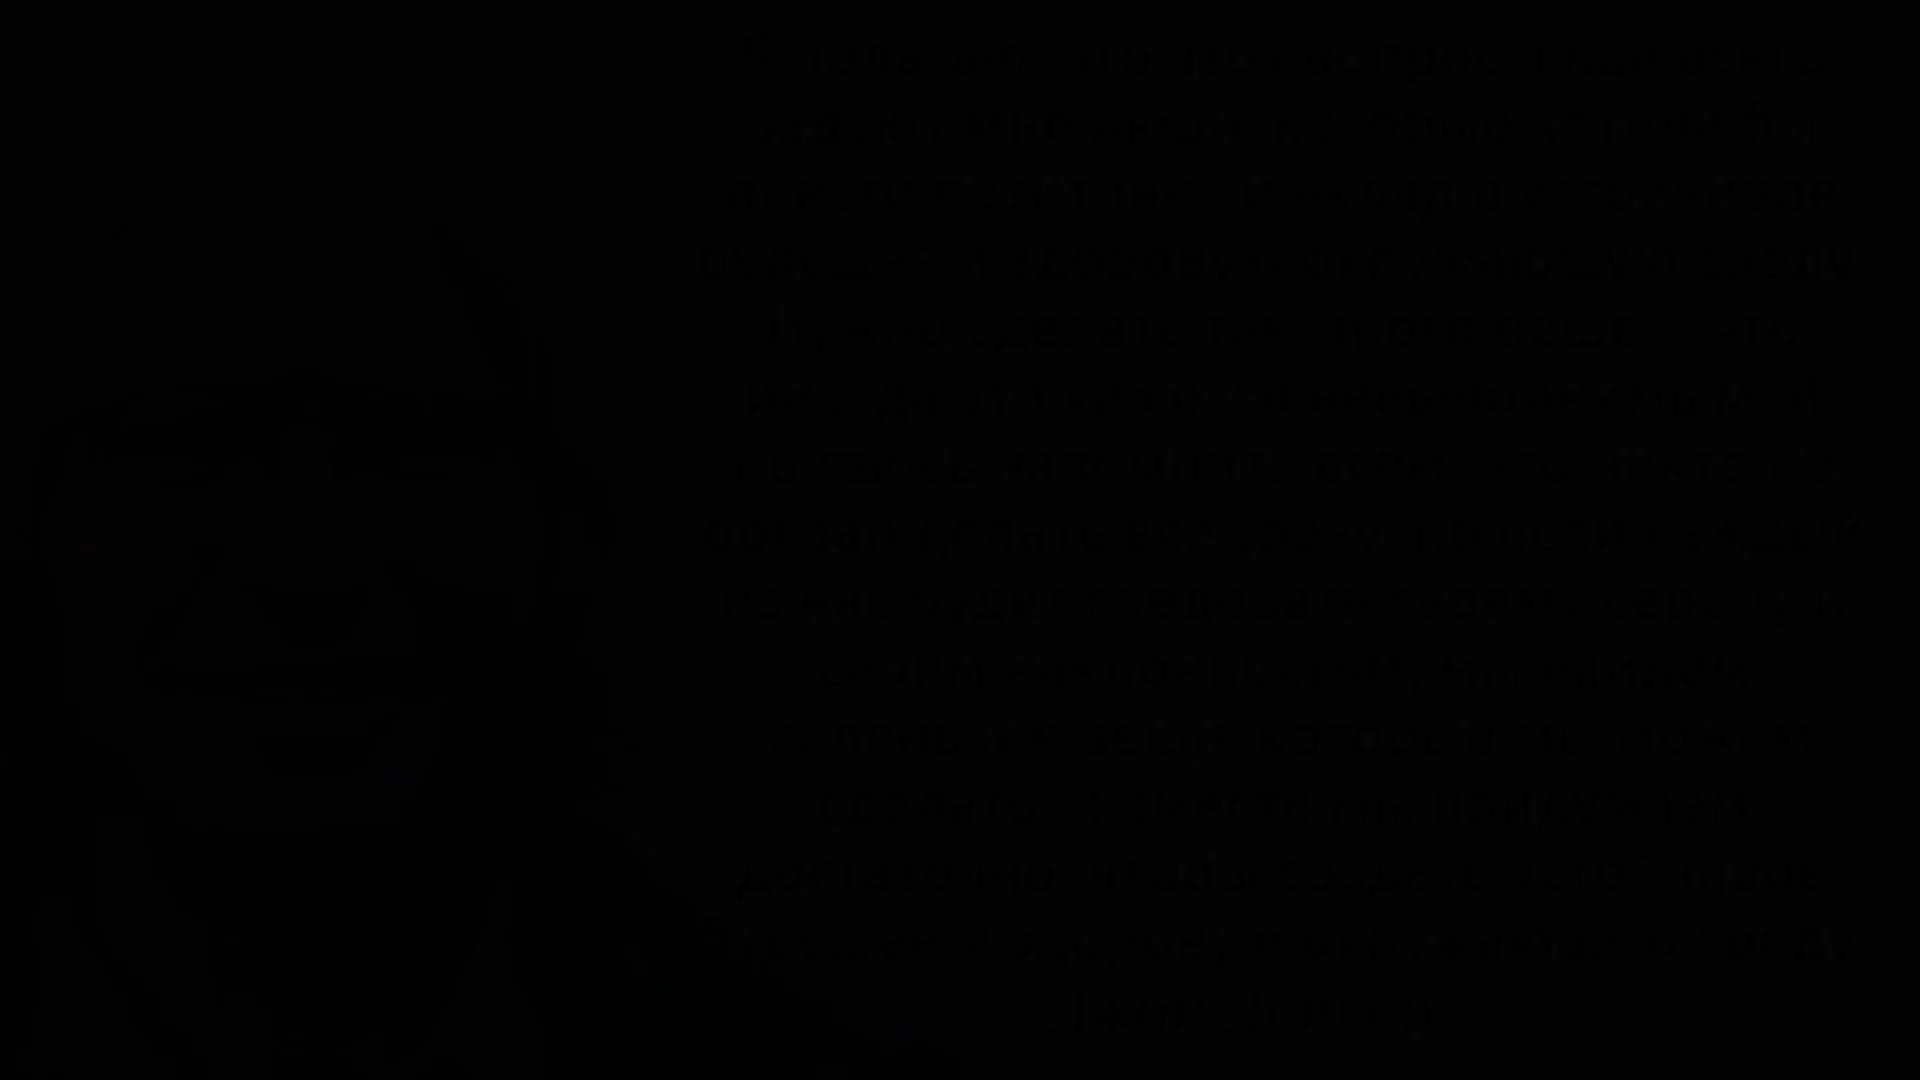 Я полагаю, что этот вопрос чаще всего
задают мне люди, которые хотели бы
внести позитивный вклад в устойчивое
будущее и здоровую окружающую среду.
Нужно сделать так много вещей, что
иногда это кажется невыполнимым. Я
пытаюсь напомнить всем, что никто не
обязан делать все сразу, но если каждый
из нас будет следовать своему сердцу и
своим наклонностям, мы найдем
маленькие вещи, которые мы можем
сделать, и вместе мы придумаем
достаточно, чтобы создать устойчивое
будущее и здоровую окружающую среду.
Джон Денвер